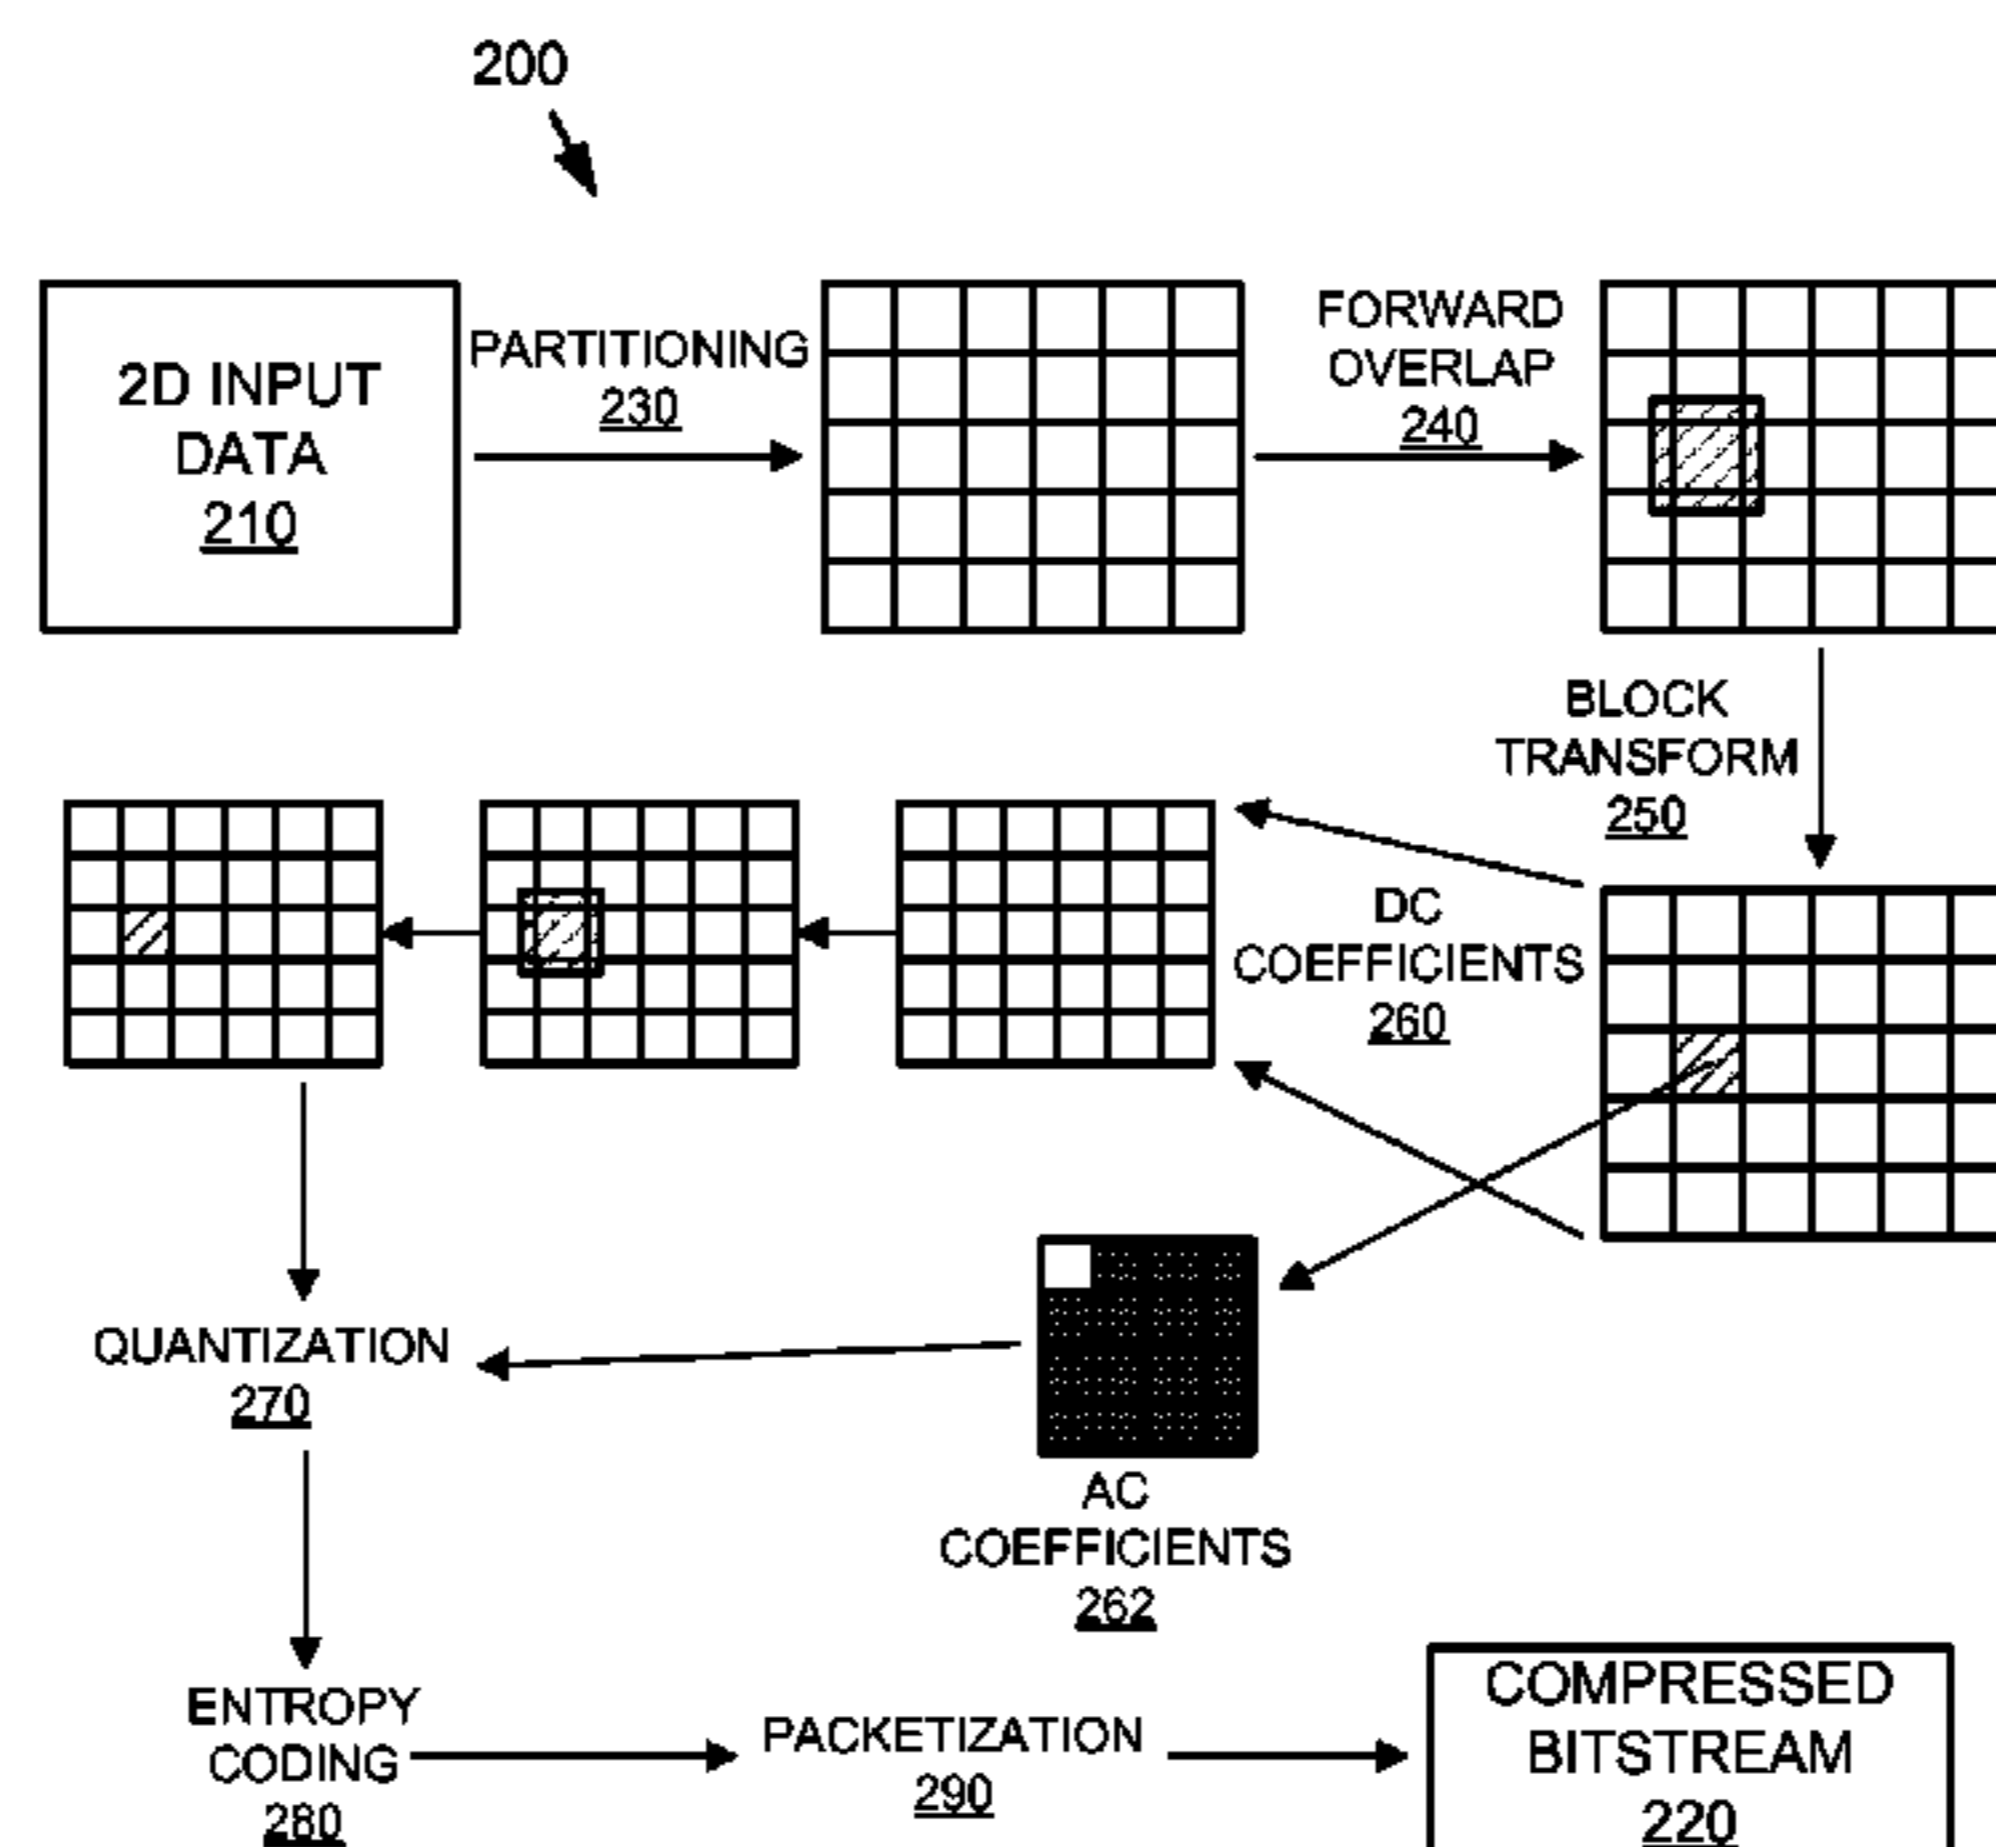 200
2D INPUT
DATA
210
PARTITIONING
230
FORWARD
OVERLAP
240
BLOCK
TRANSFORM
250
DC
COEFFICIENTS
260
AC
COEFFICIENTS
262
QUANTIZATION
270
ENTROPY
CODING
280
PACKETIZATION
290
COMPRESSED
BITSTREAM
220